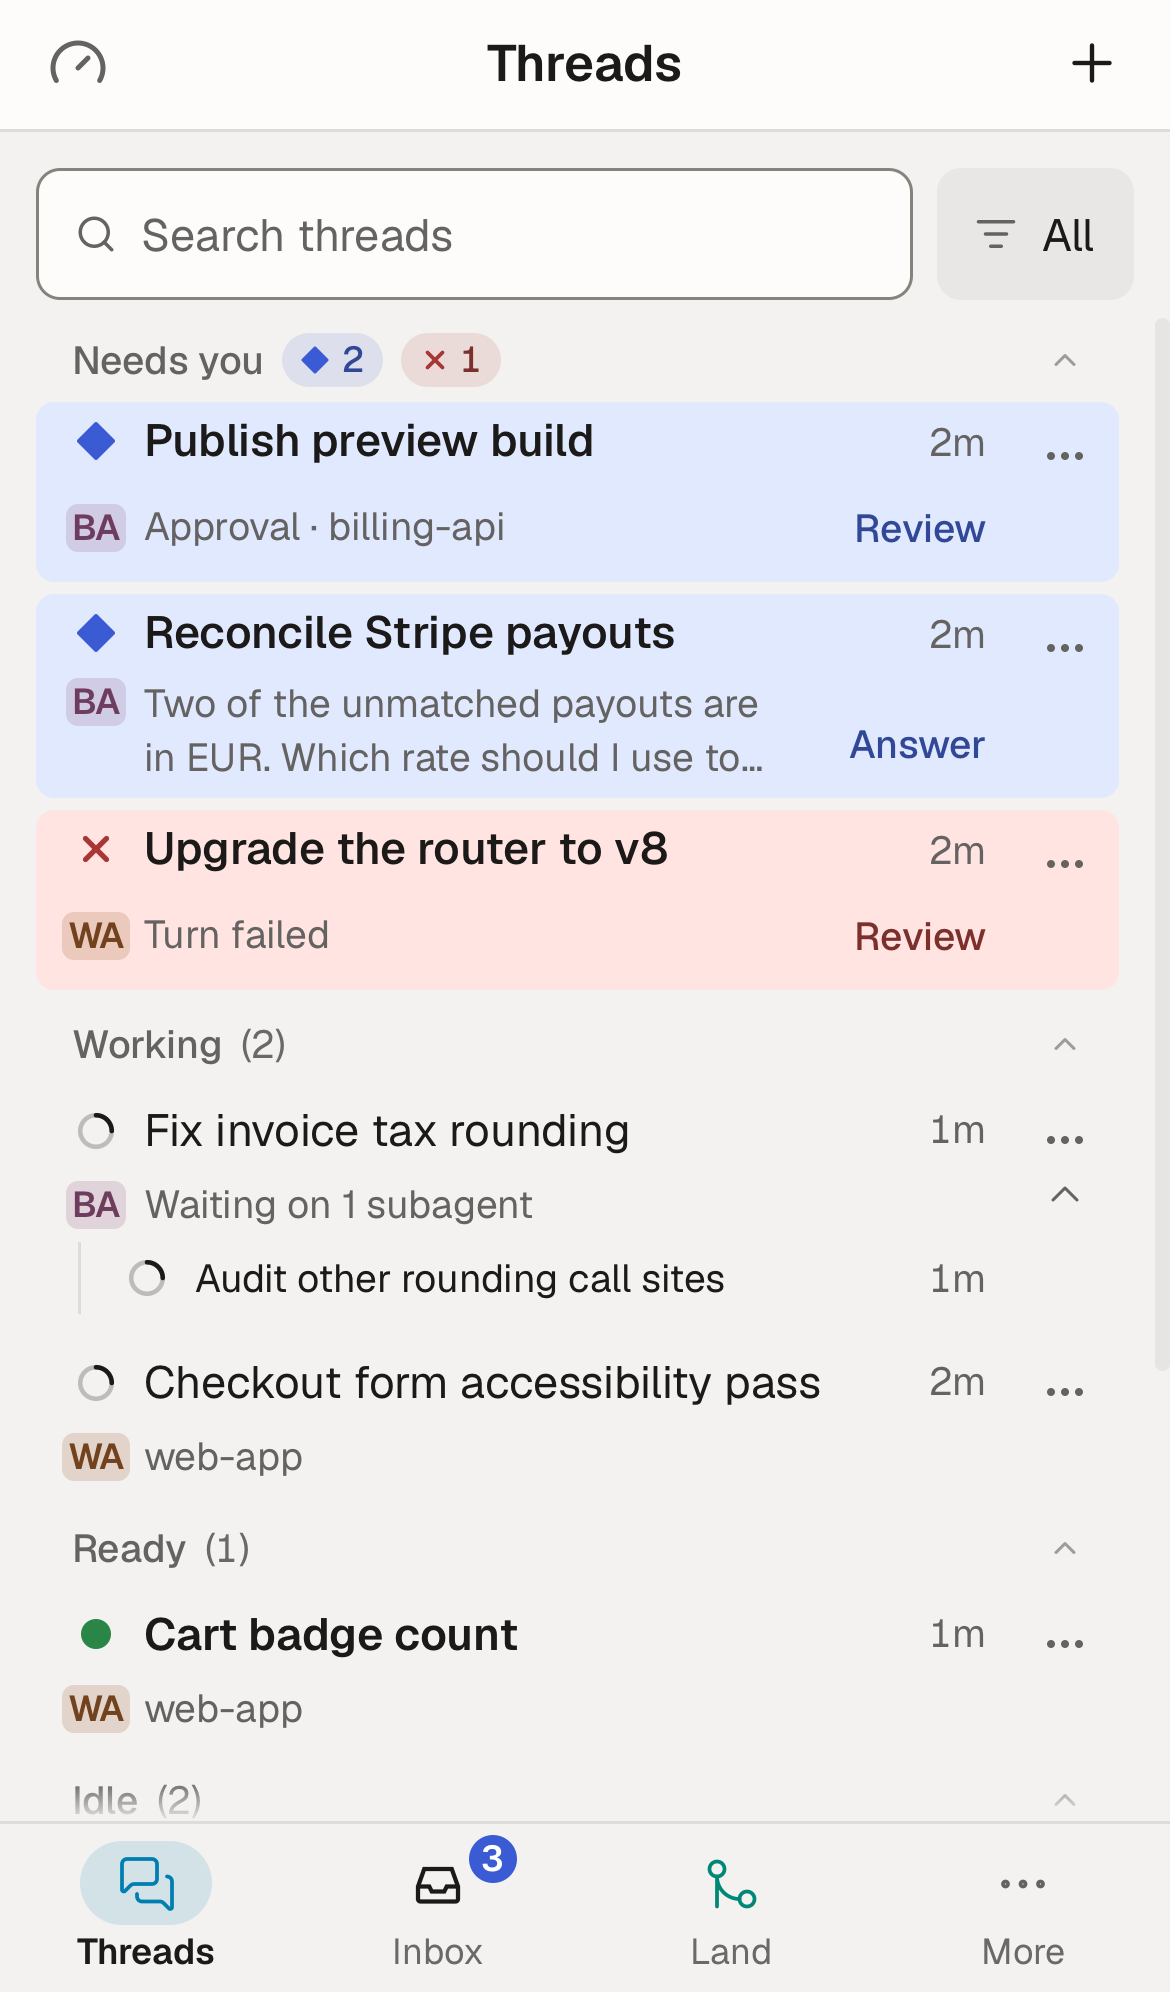 Threads
Search threads
All
Needs you 2 1
Publish preview build 2m
BA Approval · billing-api Review
Reconcile Stripe payouts 2m
BA Two of the unmatched payouts are
in EUR. Which rate should I use to... Answer
Upgrade the router to v8 2m
WA Turn failed Review
Working (2)
Fix invoice tax rounding 1m
BA Waiting on 1 subagent
Audit other rounding call sites 1m
Checkout form accessibility pass 2m
WA web-app
Ready (1)
Cart badge count 1m
WA web-app
Idle (2)
3
Threads Inbox Land More